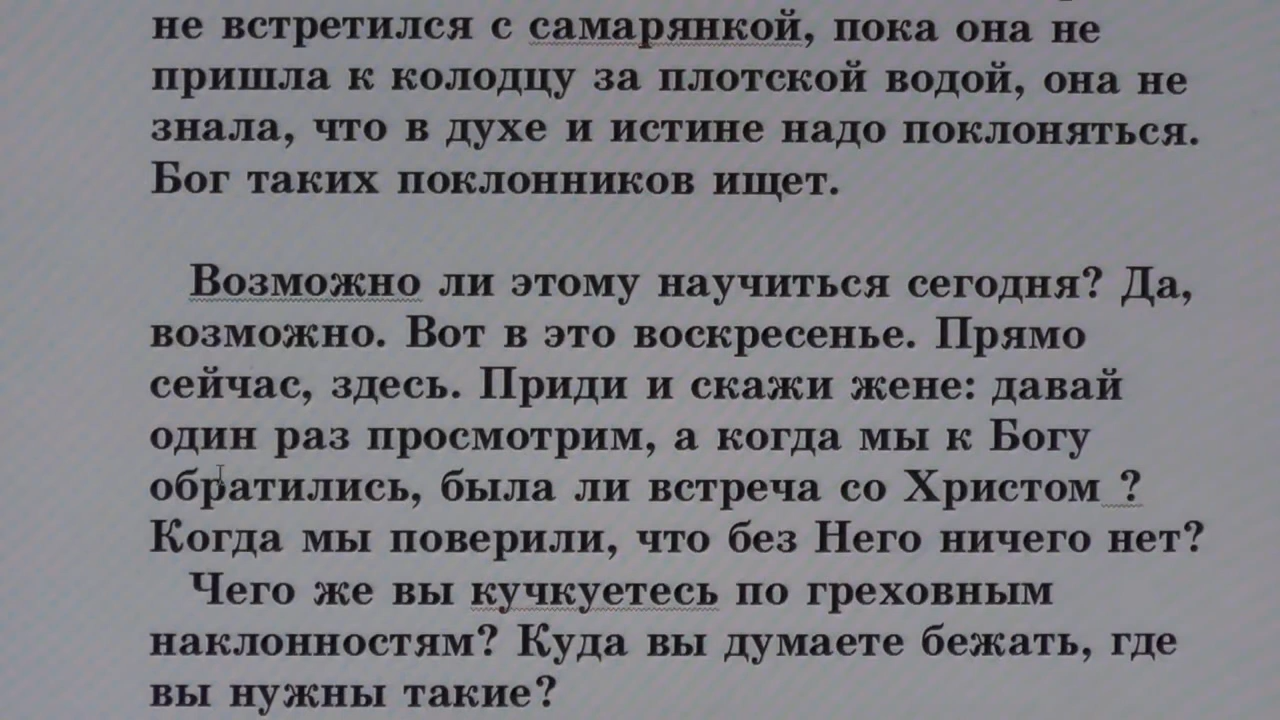 не встретился с самарянкой, пока она не
пришла к колодцу за плотской водой, она не
знала, что в духе и истине надо поклоняться.
Бог таких поклонников ищет.
Возможно ли этому научиться сегодня? Да,
возможно. Вот в это воскресенье. Прямо
сейчас, здесь. Приди и скажи жене: давай
один раз просмотрим, а когда мы к Богу
обратились, была ли встреча со Христом ?
Когда мы поверили, что без Него ничего нет?
Чего же вы кучкуетесь по греховным
наклонностям? Куда вы думаете бежать, где
вы нужны такие?